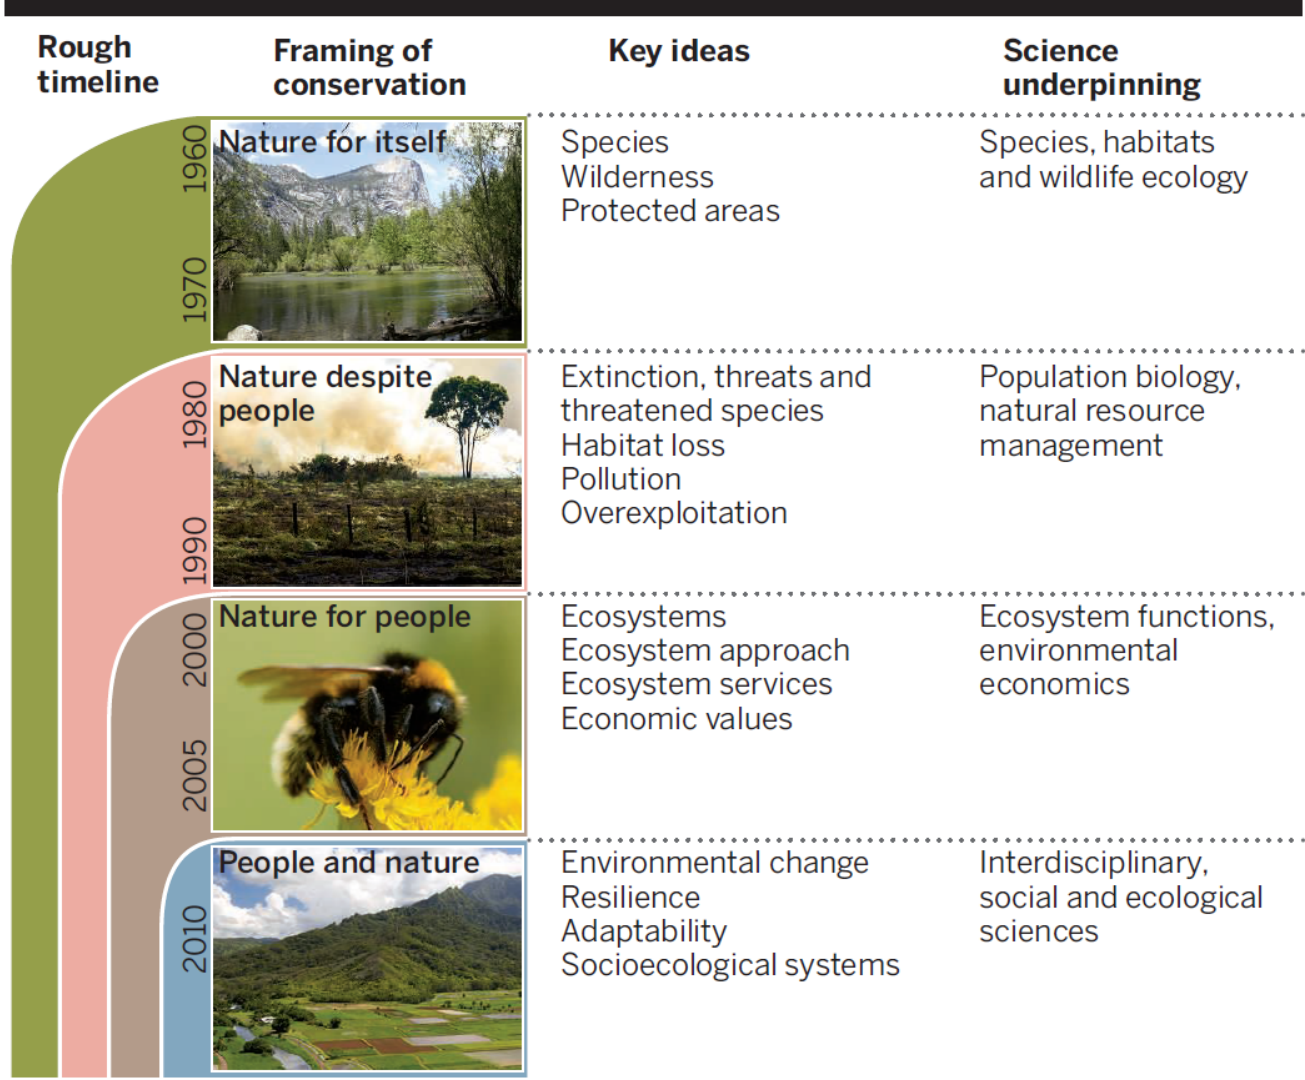 Rough
timeline
Framing of
conservation
Key ideas
Science
underpinning
1960
1970
Nature for itself
Species
Wilderness
Protected areas
Species, habitats
and wildlife ecology
1980
1990
Nature despite
people
Extinction, threats and
threatened species
Habitat loss
Pollution
Overexploitation
Population biology,
natural resource
management
2000
2005
Nature for people
Ecosystems
Ecosystem approach
Ecosystem services
Economic values
Ecosystem functions,
environmental
economics
2010
People and nature
Environmental change
Resilience
Adaptability
Socioecological systems
Interdisciplinary,
social and ecological
sciences